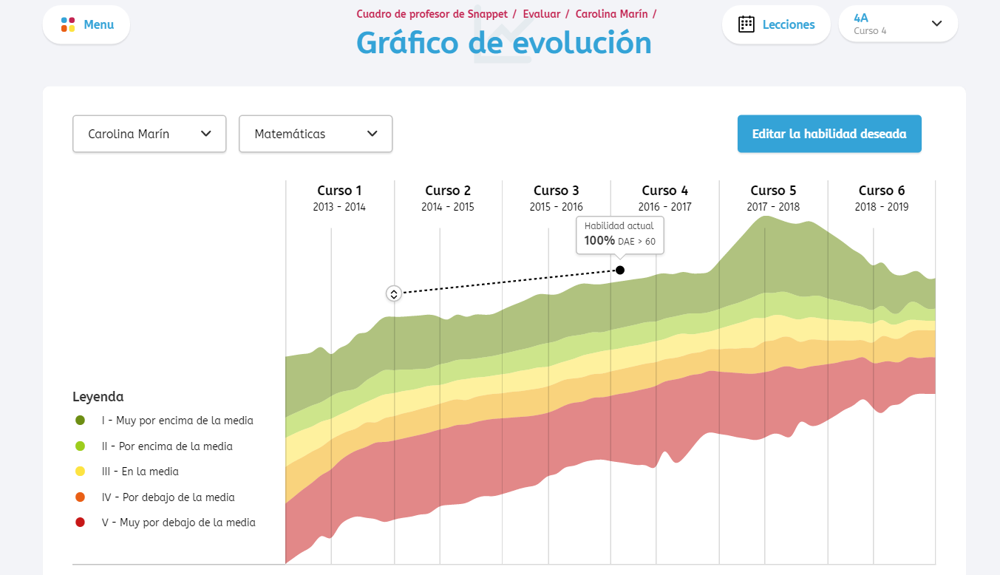 Menu
Cuadro de profesor de Snappet / Evaluar / Carolina Marín /
Gráfico de evolución
Lecciones
4A
Curso 4
Carolina Marín
Matemáticas
Editar la habilidad deseada
Curso 1
2013 - 2014
Curso 2
2014 - 2015
Curso 3
2015 - 2016
Curso 4
2016 - 2017
Curso 5
2017 - 2018
Curso 6
2018 - 2019
Habilidad actual
100% DAE > 60
Leyenda
I - Muy por encima de la media
II - Por encima de la media
III - En la media
IV - Por debajo de la media
V - Muy por debajo de la media